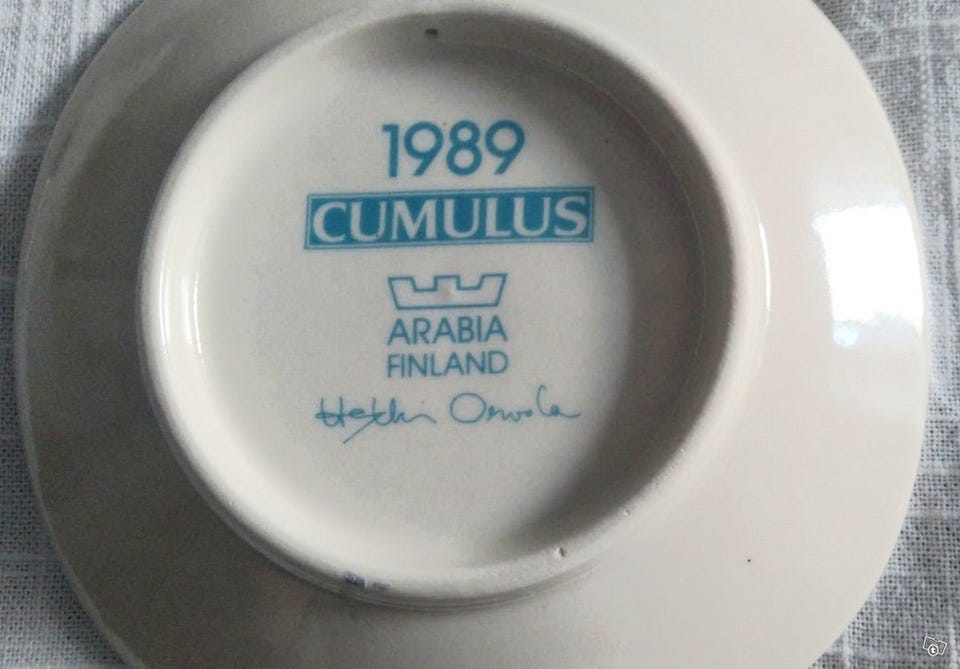 1989
CUMULUS
ARABIA
FINLAND
Heikki Orvola